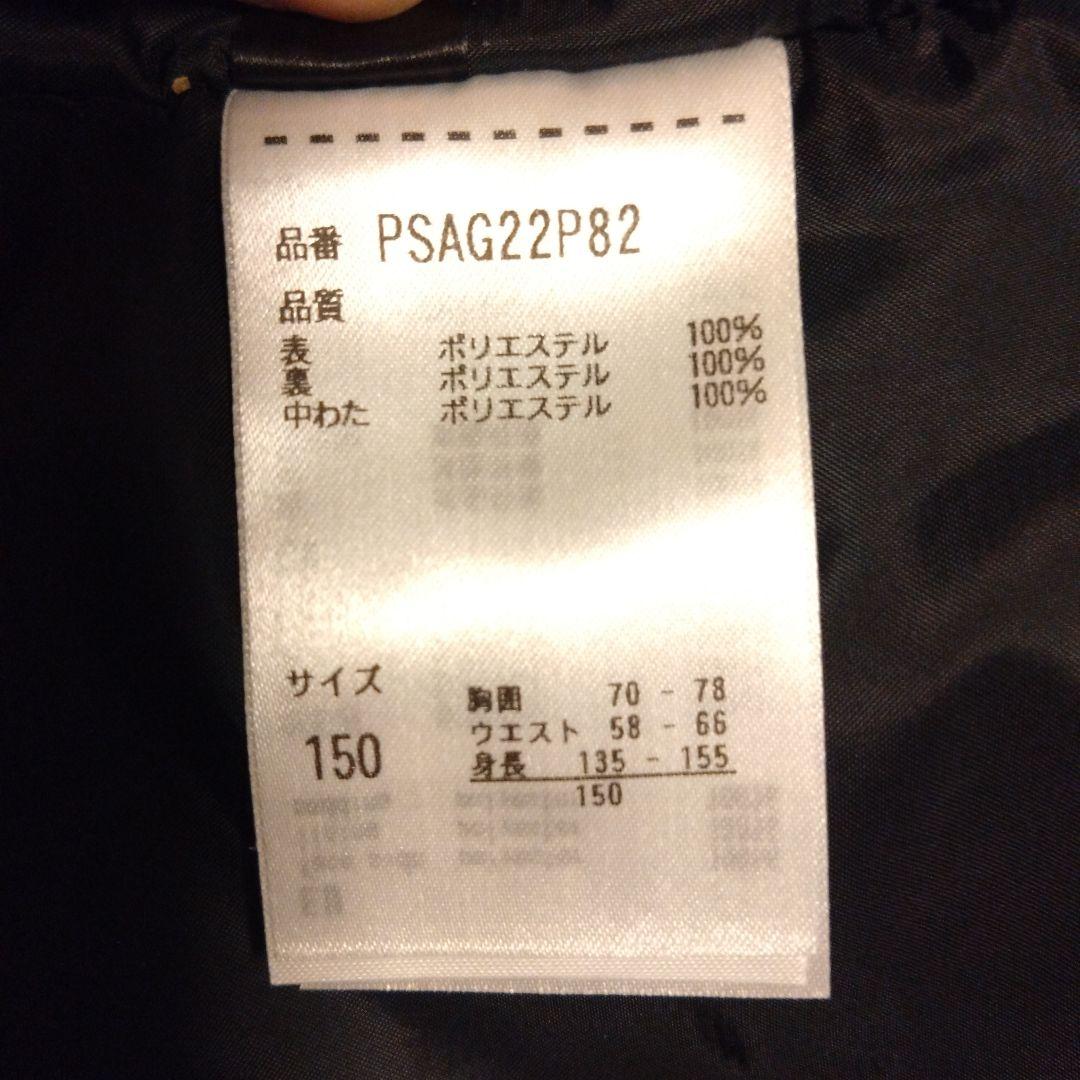 品番 PSAG22P82
品質
表 ポリエステル 100%
裏 ポリエステル 100%
中わた ポリエステル 100%
サイズ
150
胸囲 70 - 78
ウエスト 58 - 66
身長 135 - 155
150